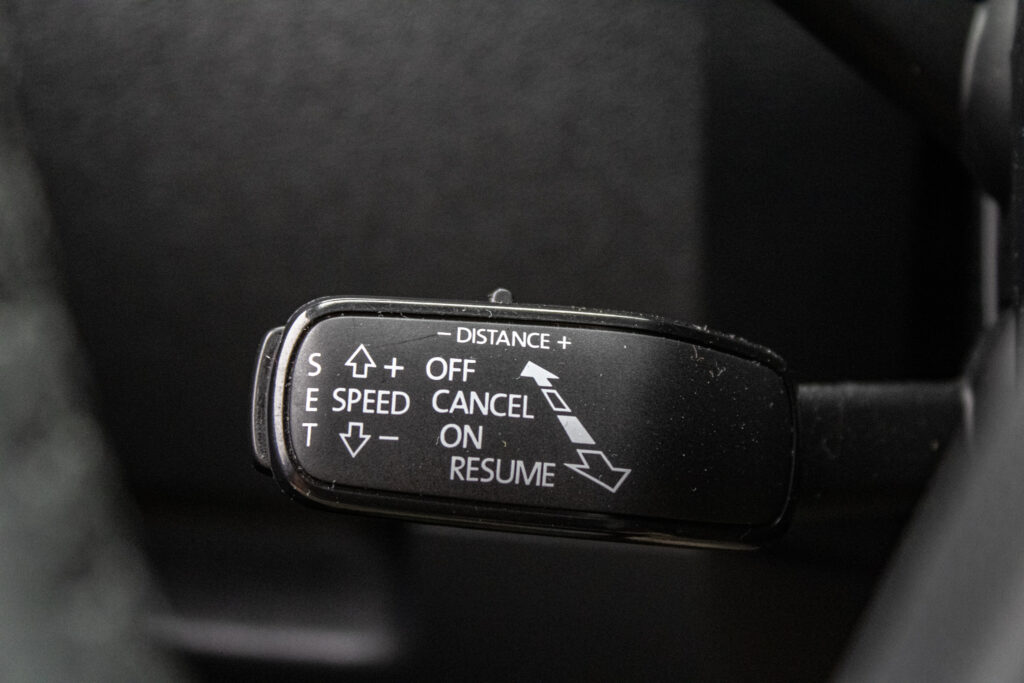 − DISTANCE +
S + OFF
E SPEED CANCEL
T − ON
RESUME